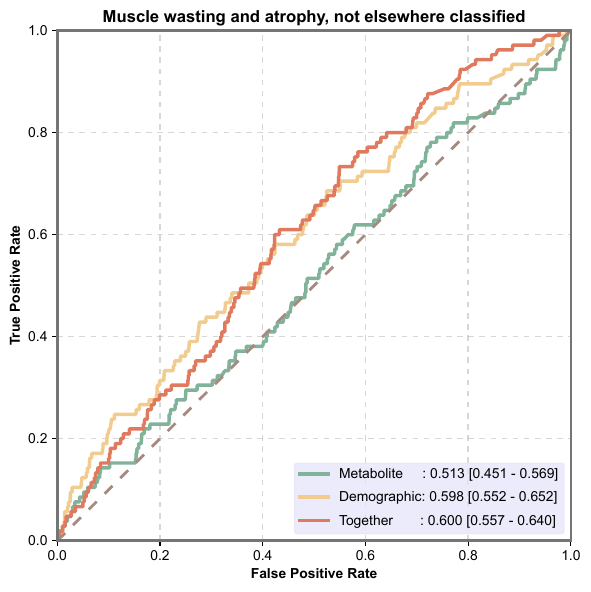 Muscle wasting and atrophy, not elsewhere classified
1.0
0.8
0.6
0.4
0.2
0.0
True Positive Rate
Metabolite : 0.513 [0.451 - 0.569]
Demographic: 0.598 [0.552 - 0.652]
Together : 0.600 [0.557 - 0.640]
0.0 0.2 0.4 0.6 0.8 1.0
False Positive Rate